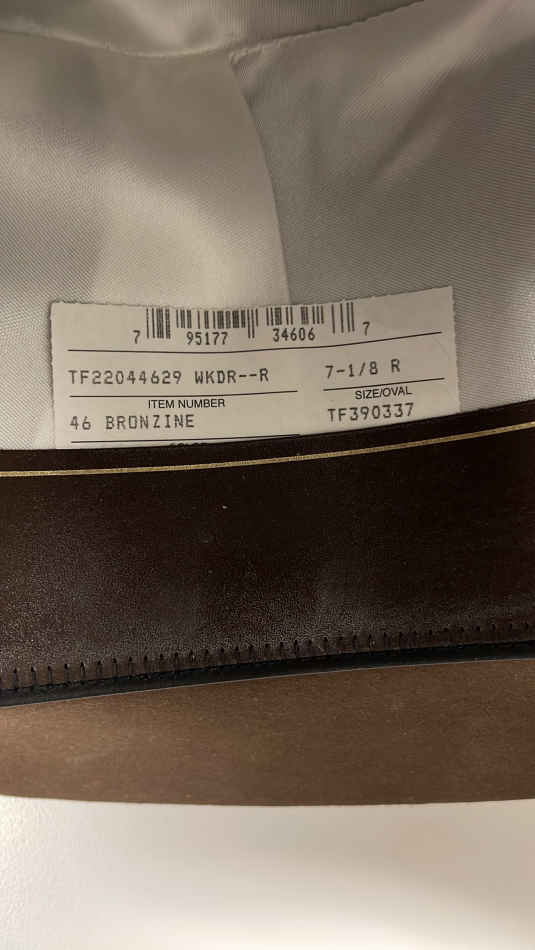 7 95177 34606 7
TF22044629 WKDR--R 7-1/8 R
ITEM NUMBER SIZE/OVAL
46 BRONZINE TF390337